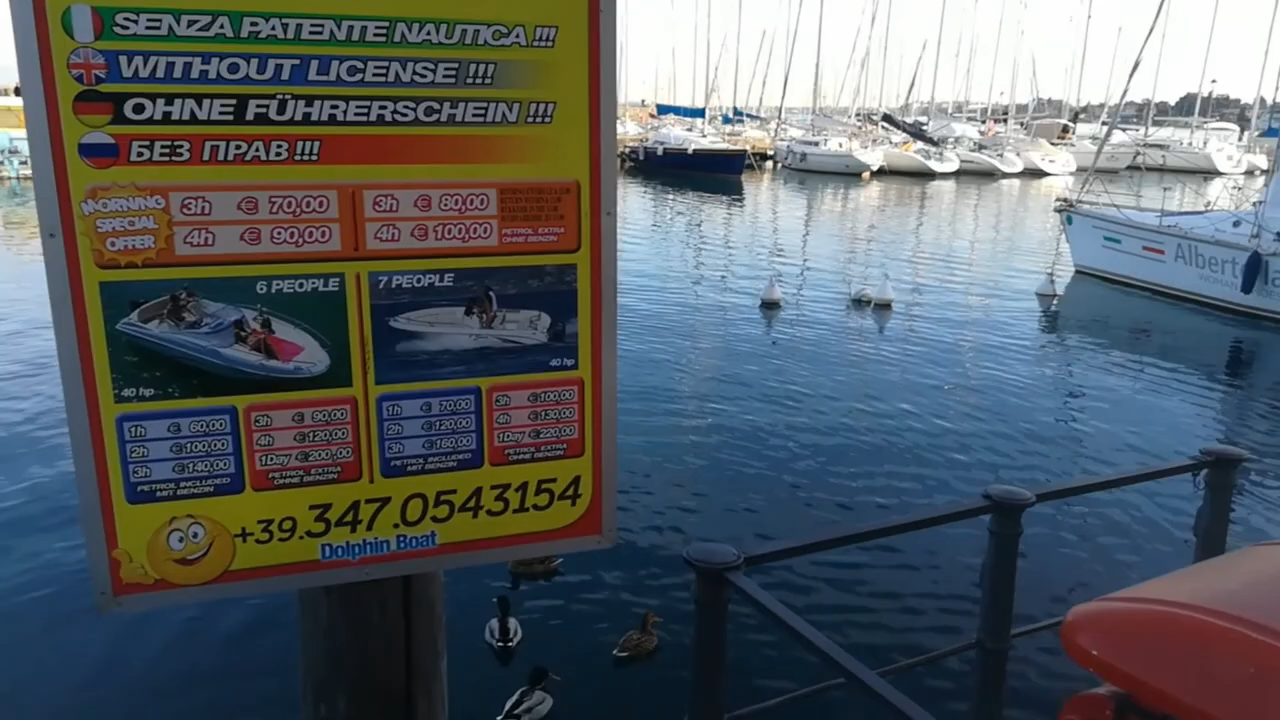 SENZA PATENTE NAUTICA !!!
WITHOUT LICENSE !!!
OHNE FÜHRERSCHEIN !!!
БЕЗ ПРАВ !!!
MORNING
SPECIAL
OFFER
3h € 70,00
4h € 90,00
3h € 80,00
4h € 100,00
PETROL EXTRA
OHNE BENZIN
6 PEOPLE
40 hp
7 PEOPLE
40 hp
1h € 60,00
2h € 100,00
3h € 140,00
PETROL INCLUDED
MIT BENZIN
3h € 90,00
4h € 120,00
1Day € 200,00
PETROL EXTRA
OHNE BENZIN
1h € 70,00
2h € 120,00
3h € 160,00
PETROL INCLUDED
MIT BENZIN
3h € 100,00
4h € 130,00
1Day € 220,00
PETROL EXTRA
OHNE BENZIN
+39.347.0543154
Dolphin Boat